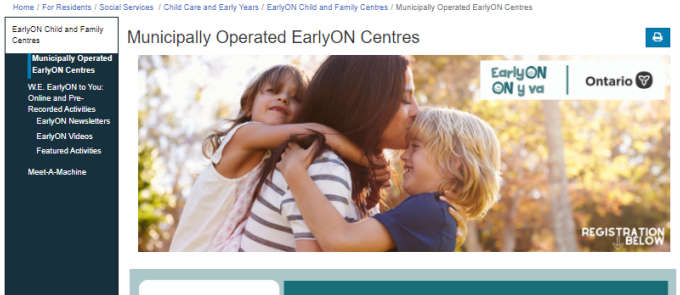 Home / For Residents / Social Services / Child Care and Early Years / EarlyON Child and Family Centres / Municipally Operated EarlyON Centres
EarlyON Child and Family
Centres
Municipally Operated
EarlyON Centres
W.E. EarlyON to You:
Online and Pre-
Recorded Activities
EarlyON Newsletters
EarlyON Videos
Featured Activities
Meet-A-Machine
Municipally Operated EarlyON Centres
EarlyON
ON y va
Ontario
REGISTRATION
BELOW